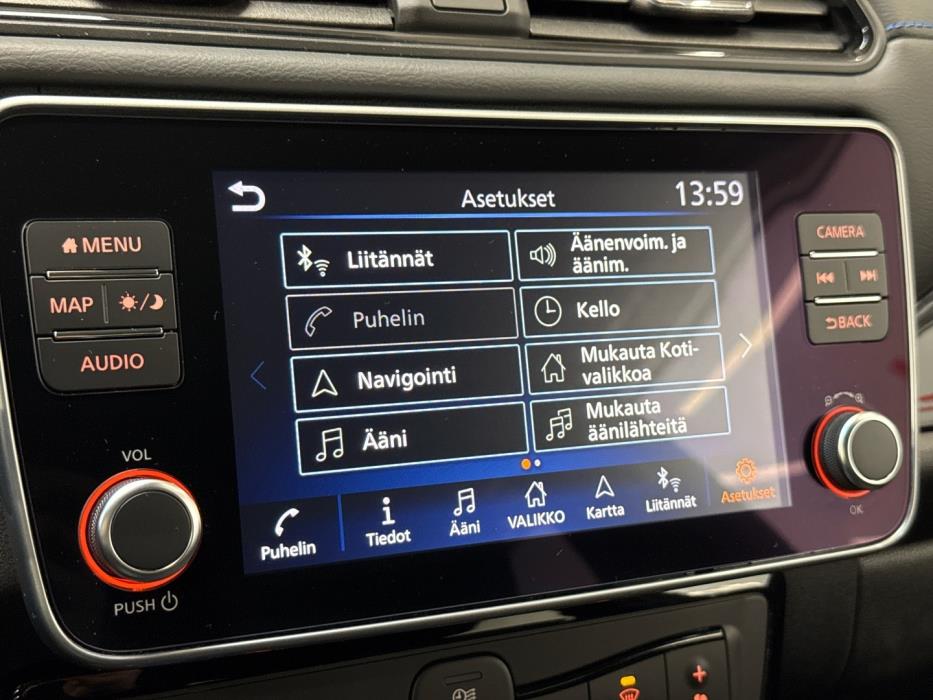 Asetukset
13:59
MENU
MAP
AUDIO
VOL
PUSH
Liitännät
Äänenvoim. ja
äänim.
Puhelin
Kello
Navigointi
Mukauta Koti-
valikkoa
Ääni
Mukauta
äänilähteitä
Puhelin
Tiedot
Ääni
VALIKKO
Kartta
Liitännät
Asetukset
CAMERA
BACK
OK